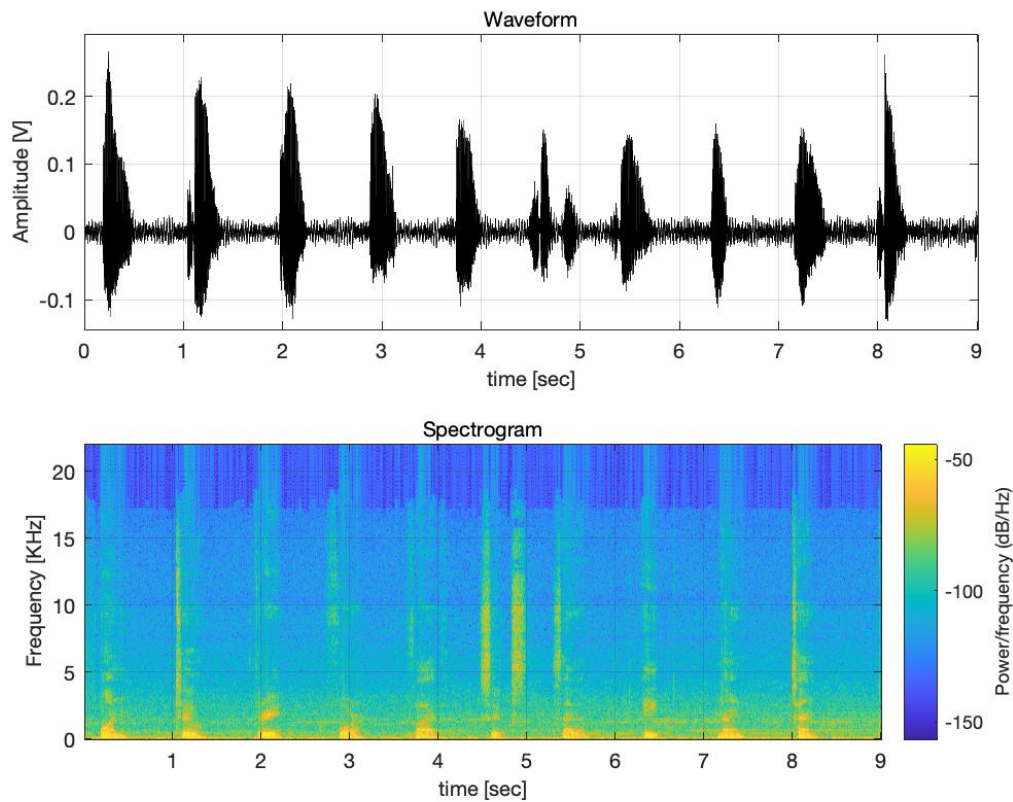 Waveform
Amplitude [V]
0.2
0.1
0
-0.1
0 1 2 3 4 5 6 7 8 9
time [sec]
Spectrogram
Frequency [KHz]
20
15
10
5
0
1 2 3 4 5 6 7 8 9
time [sec]
-50
-100
-150
Power/frequency (dB/Hz)